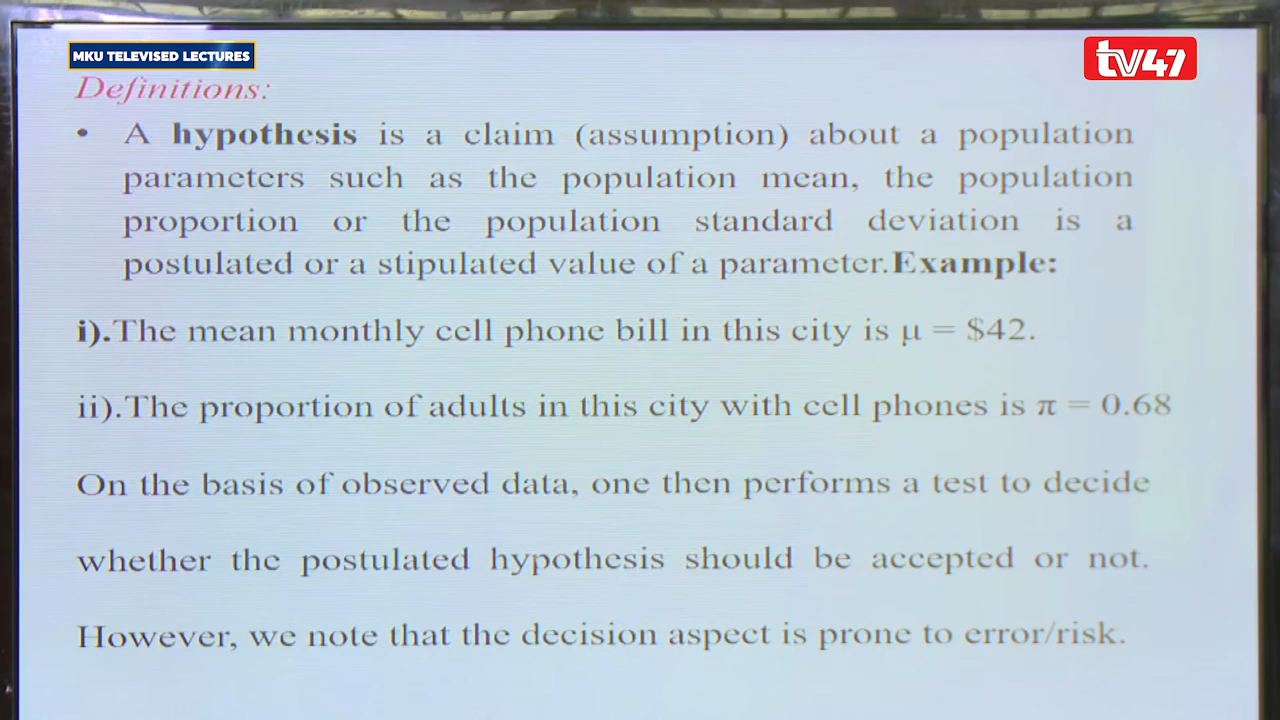 MKU TELEVISED LECTURES
tv47
Definitions:
• A hypothesis is a claim (assumption) about a population
parameters such as the population mean, the population
proportion or the population standard deviation is a
postulated or a stipulated value of a parameter.Example:
i).The mean monthly cell phone bill in this city is μ = $42.
ii).The proportion of adults in this city with cell phones is π = 0.68
On the basis of observed data, one then performs a test to decide
whether the postulated hypothesis should be accepted or not.
However, we note that the decision aspect is prone to error/risk.